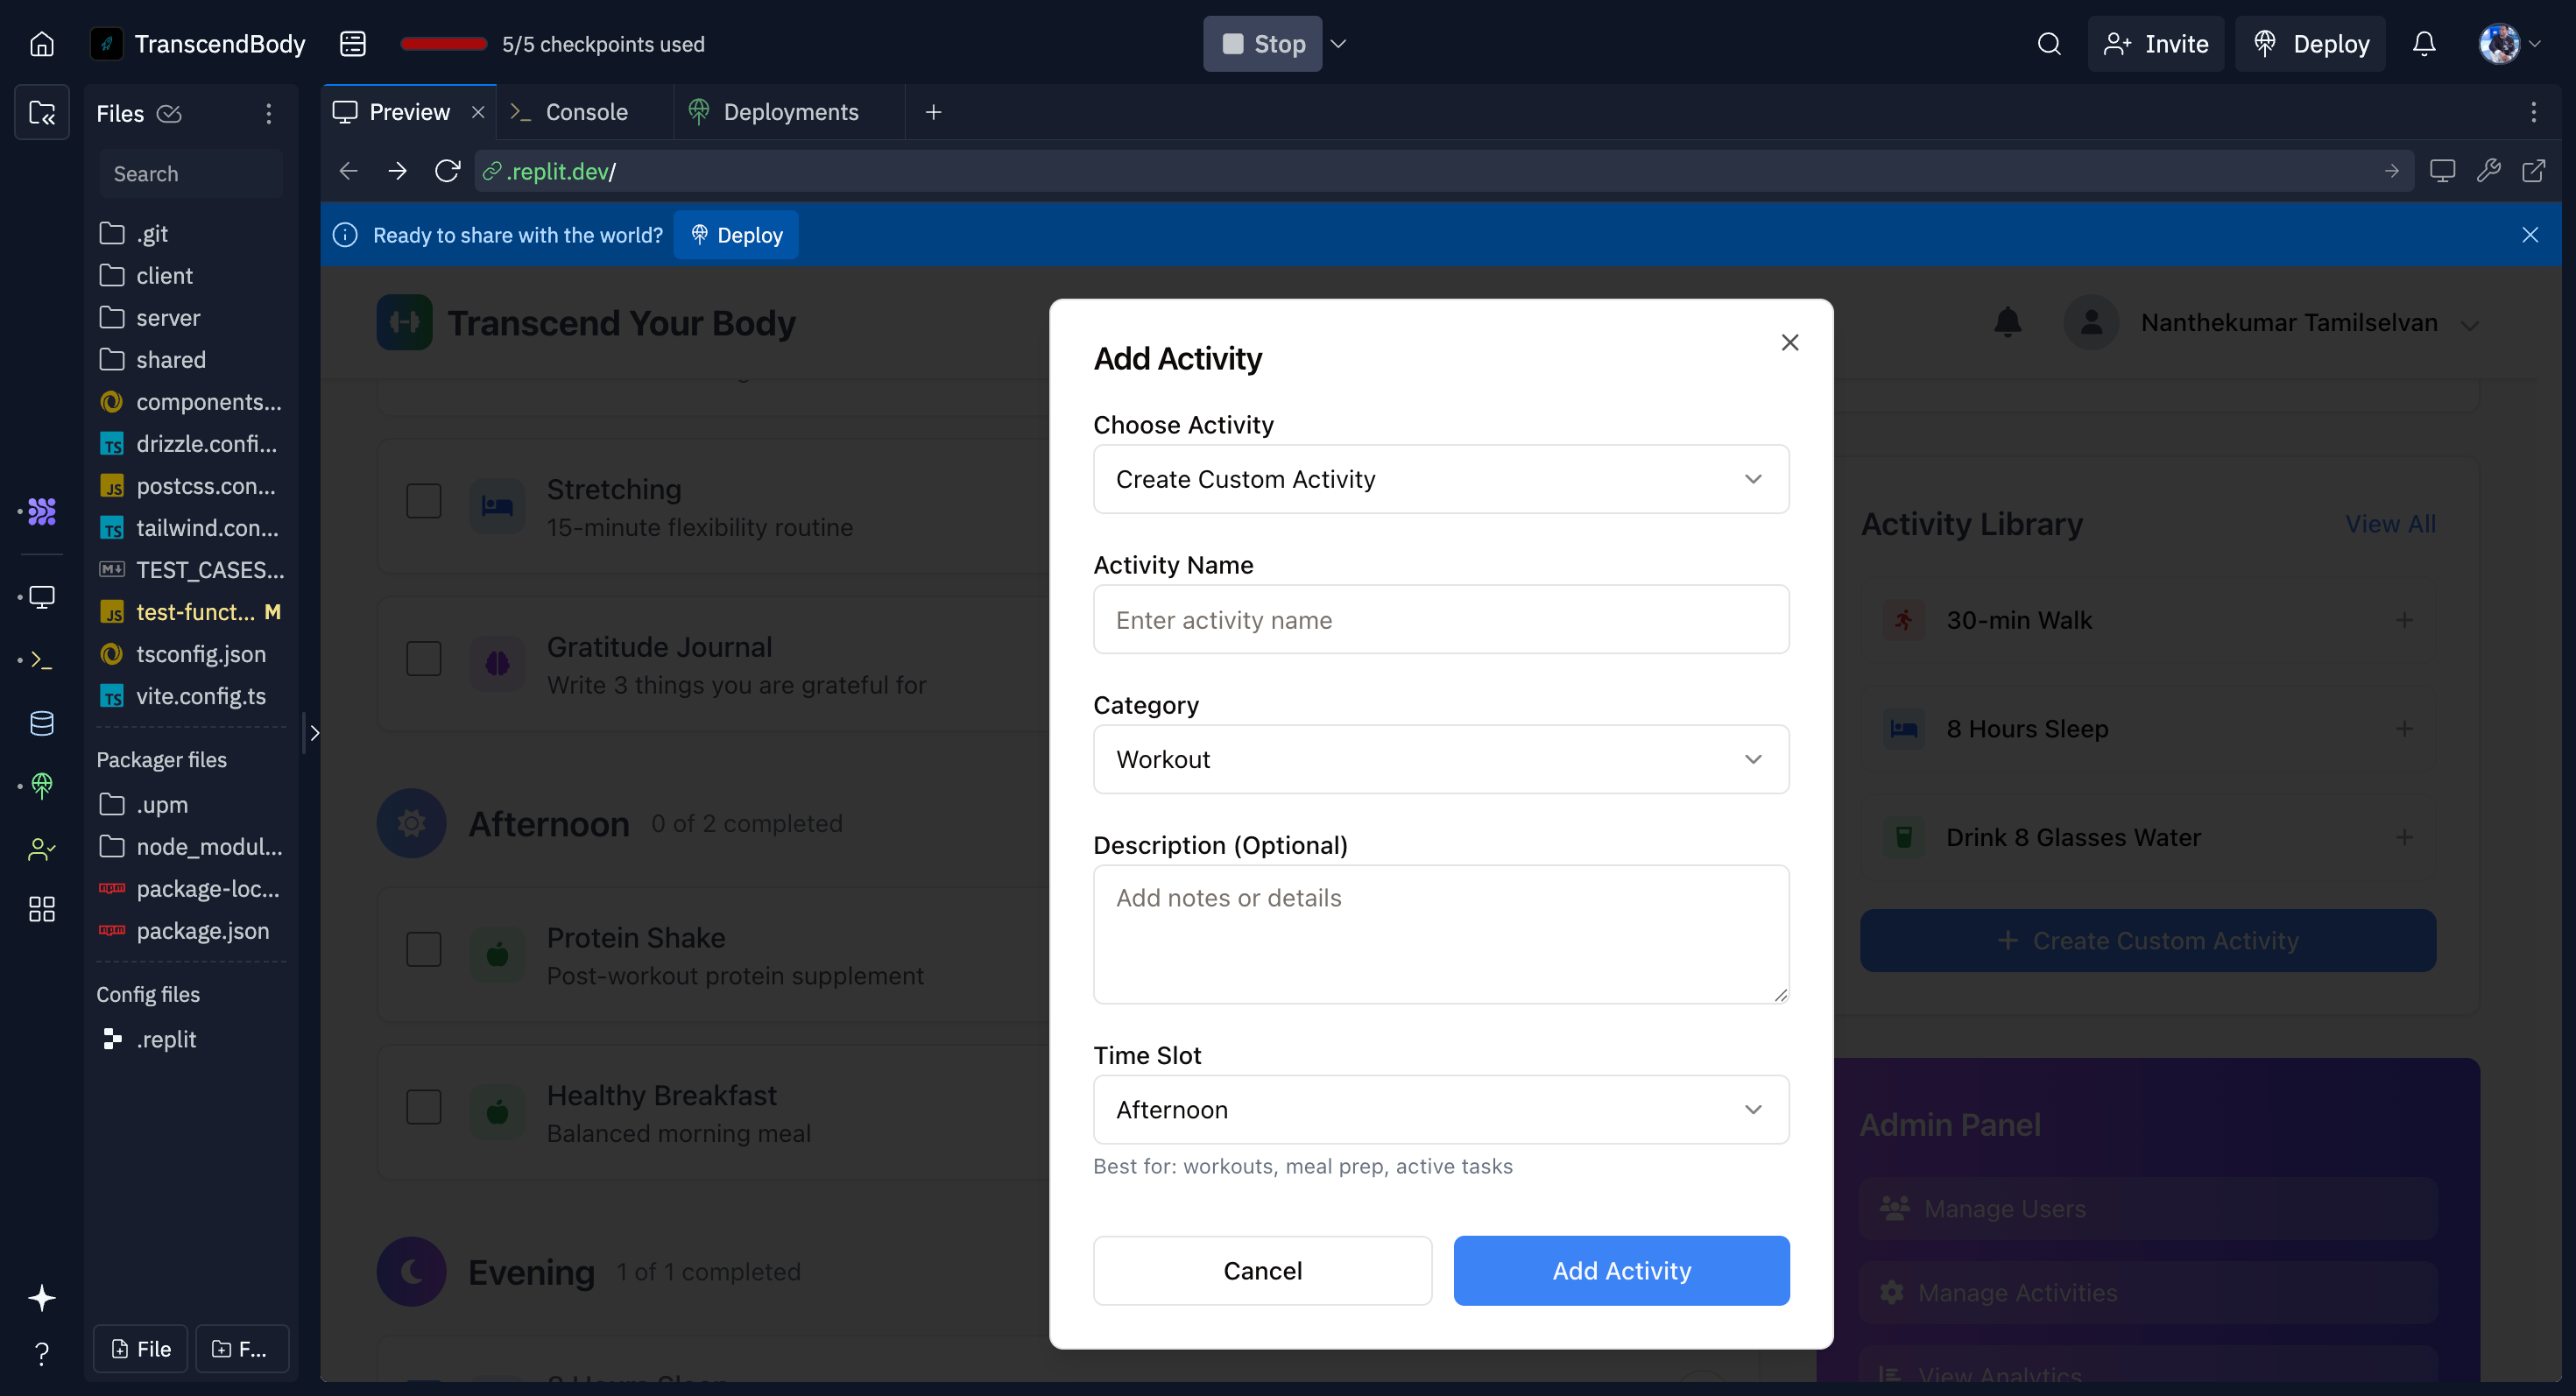 TranscendBody
5/5 checkpoints used
Stop
Invite
Deploy
Files
Search
.git
client
server
shared
components...
drizzle.confi...
postcss.con...
tailwind.con...
TEST_CASES...
test-funct... M
tsconfig.json
vite.config.ts
Packager files
.upm
node_modul...
package-loc...
package.json
Config files
.replit
File
F...
Preview
Console
Deployments
.replit.dev/
Ready to share with the world?
Deploy
Transcend Your Body
Nanthekumar Tamilselvan
Stretching
15-minute flexibility routine
Gratitude Journal
Write 3 things you are grateful for
Afternoon 0 of 2 completed
Protein Shake
Post-workout protein supplement
Healthy Breakfast
Balanced morning meal
Evening 1 of 1 completed
8 Hours Sleep
Add Activity
Choose Activity
Create Custom Activity
Activity Name
Enter activity name
Category
Workout
Description (Optional)
Add notes or details
Time Slot
Afternoon
Best for: workouts, meal prep, active tasks
Cancel
Add Activity
Activity Library
View All
30-min Walk
8 Hours Sleep
Drink 8 Glasses Water
Create Custom Activity
Admin Panel
Manage Users
Manage Activities
View Analytics